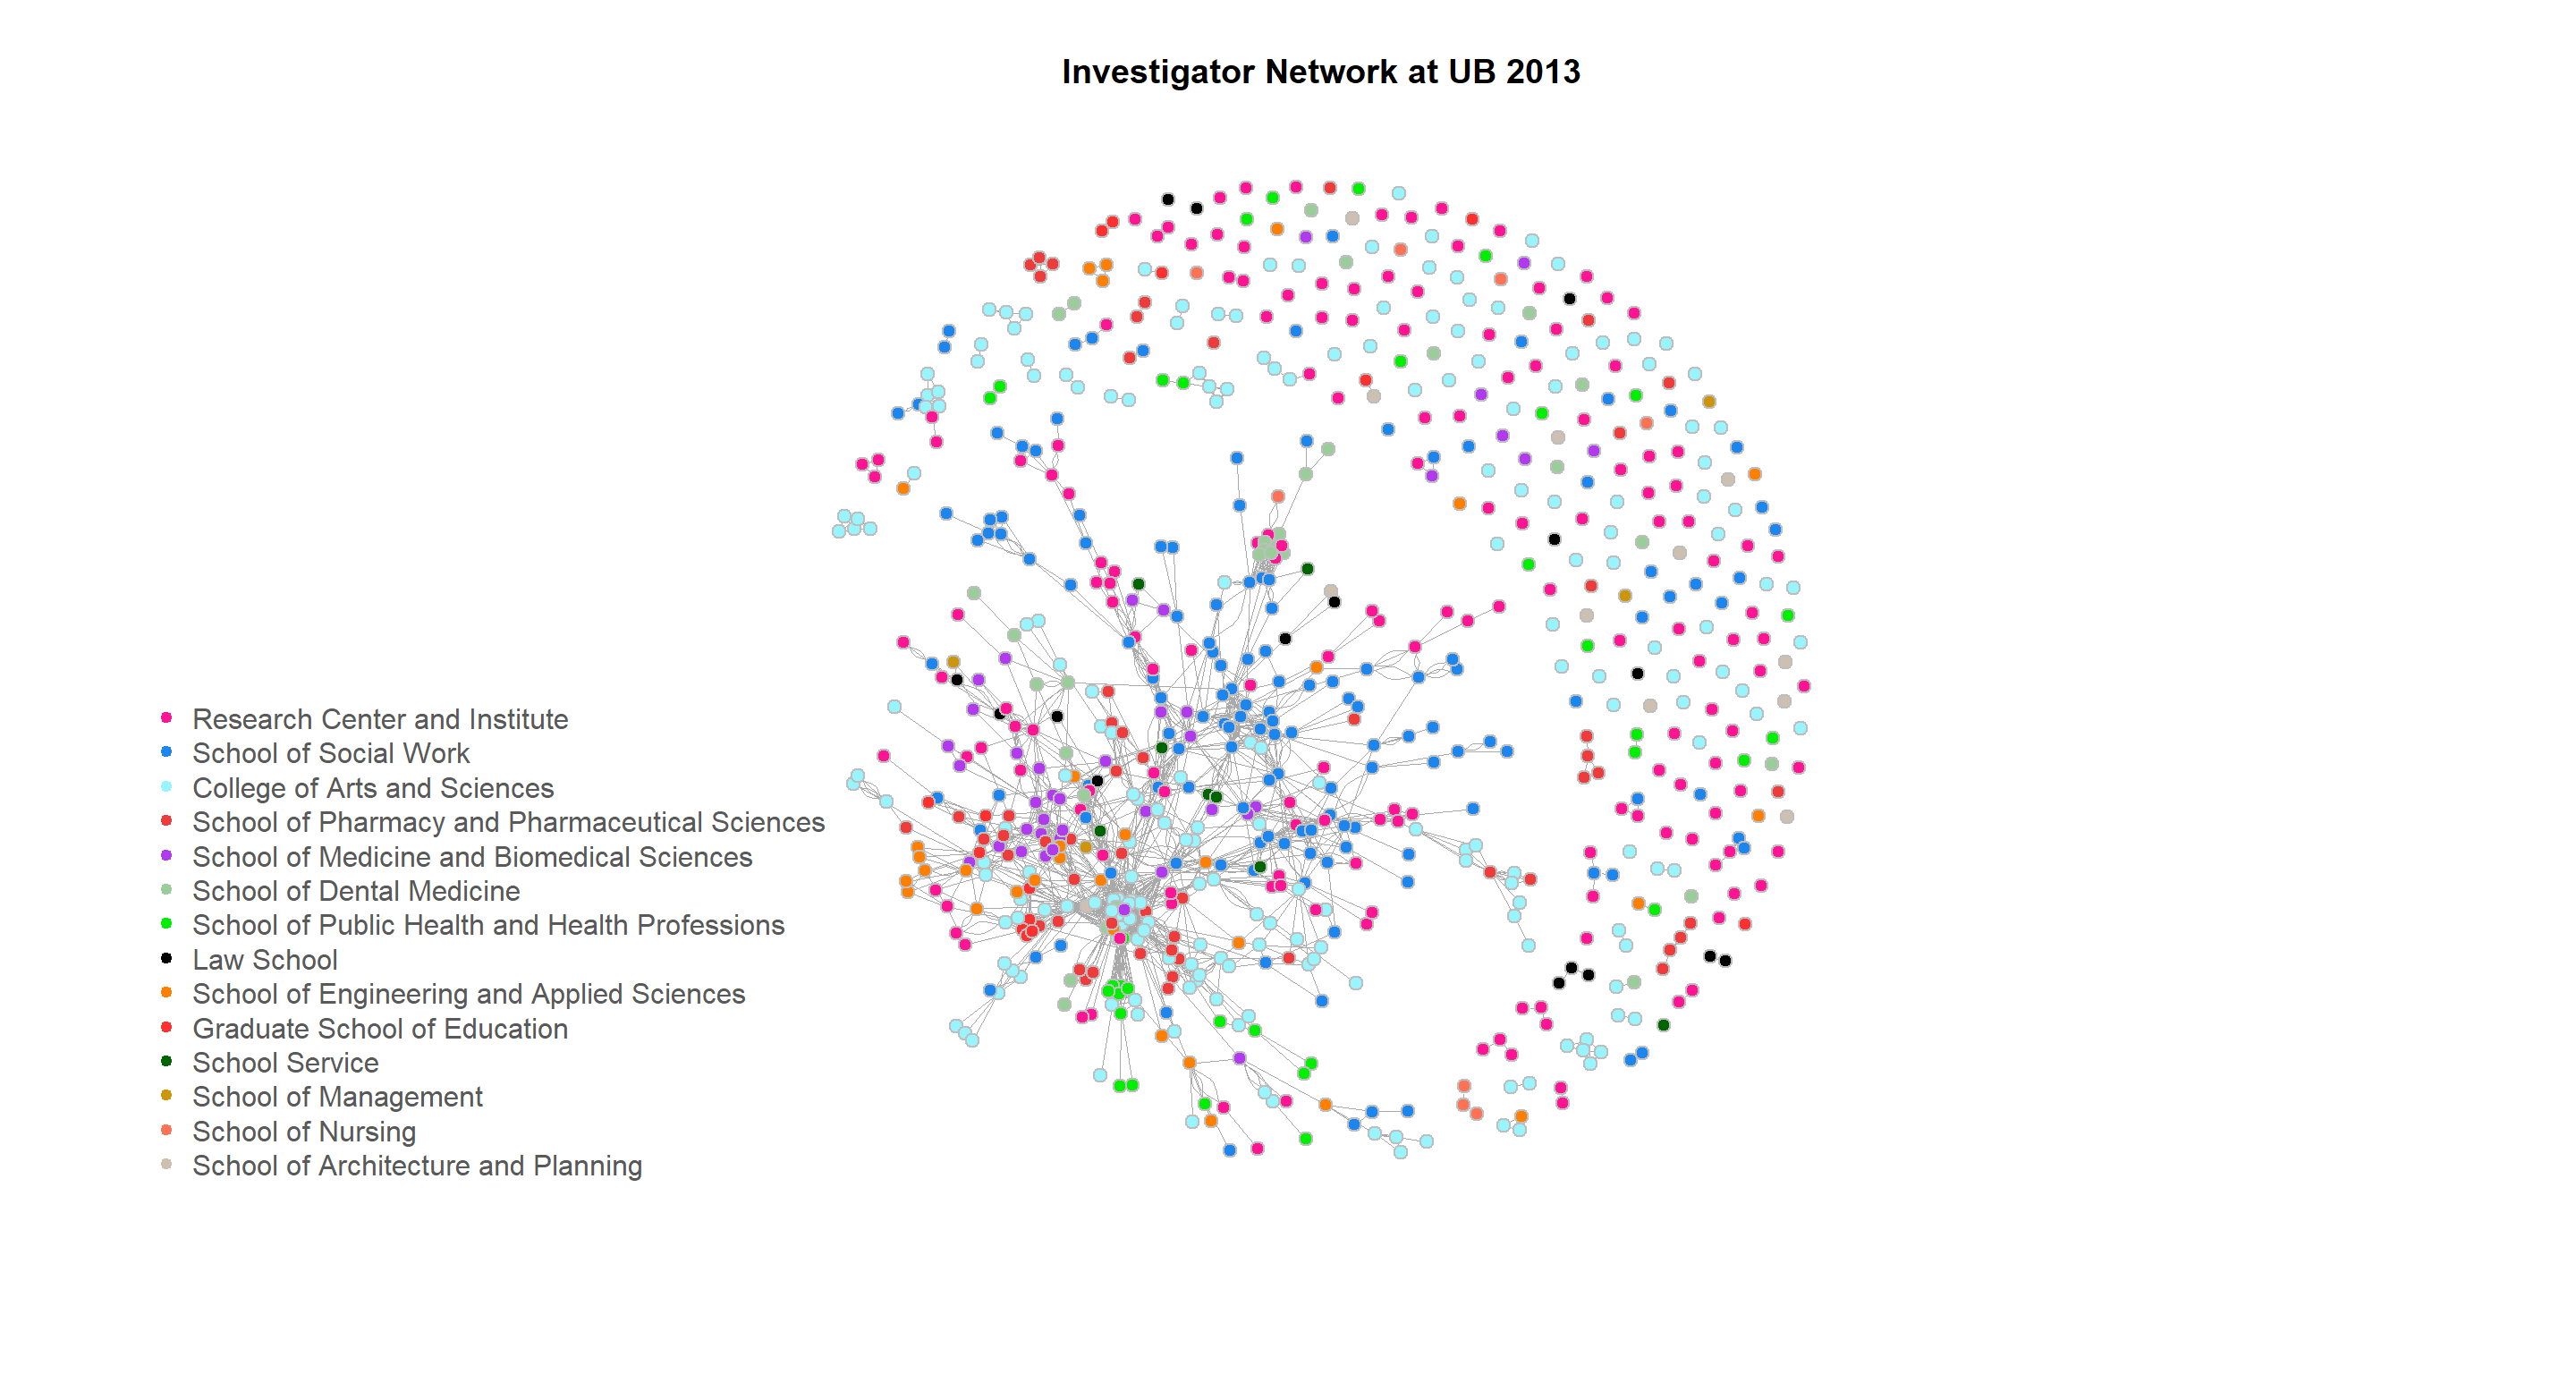 Investigator Network at UB 2013
Research Center and Institute
School of Social Work
College of Arts and Sciences
School of Pharmacy and Pharmaceutical Sciences
School of Medicine and Biomedical Sciences
School of Dental Medicine
School of Public Health and Health Professions
Law School
School of Engineering and Applied Sciences
Graduate School of Education
School Service
School of Management
School of Nursing
School of Architecture and Planning